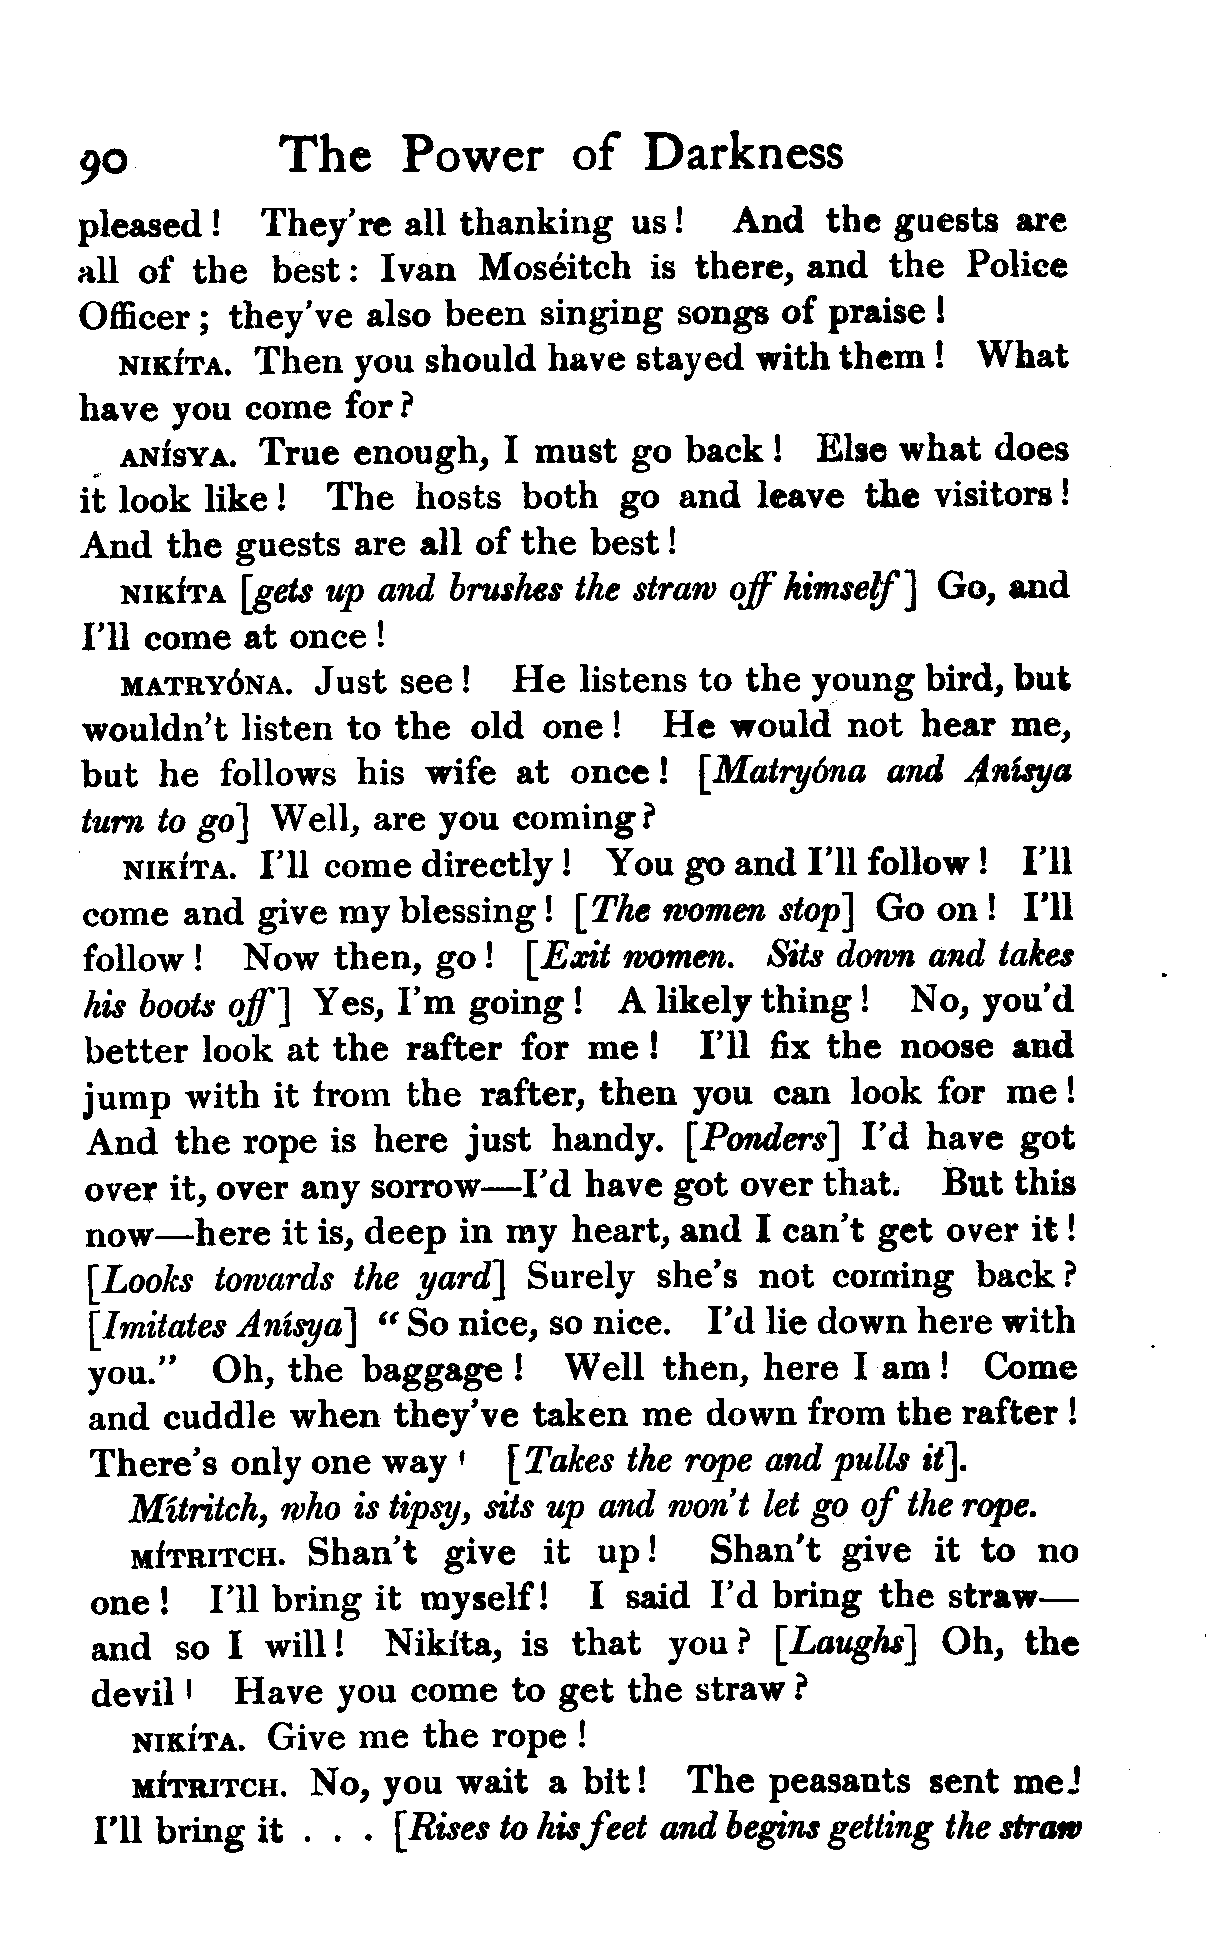 90 The Power of Darkness
pleased! They're all thanking us! And the guests are
all of the best: Ivan Moséitch is there, and the Police
Officer; they've also been singing songs of praise!
NIKÍTA. Then you should have stayed with them! What
have you come for?
ANÍSYA. True enough, I must go back! Else what does
it look like! The hosts both go and leave the visitors!
And the guests are all of the best!
NIKÍTA [gets up and brushes the straw off himself] Go, and
I'll come at once!
MATRYÓNA. Just see! He listens to the young bird, but
wouldn't listen to the old one! He would not hear me,
but he follows his wife at once! [Matryóna and Anísya
turn to go] Well, are you coming?
NIKÍTA. I'll come directly! You go and I'll follow! I'll
come and give my blessing! [The women stop] Go on! I'll
follow! Now then, go! [Exit women. Sits down and takes
his boots off] Yes, I'm going! A likely thing! No, you'd
better look at the rafter for me! I'll fix the noose and
jump with it from the rafter, then you can look for me!
And the rope is here just handy. [Ponders] I'd have got
over it, over any sorrow—I'd have got over that. But this
now—here it is, deep in my heart, and I can't get over it!
[Looks towards the yard] Surely she's not coming back?
[Imitates Anísya] "So nice, so nice. I'd lie down here with
you." Oh, the baggage! Well then, here I am! Come
and cuddle when they've taken me down from the rafter!
There's only one way! [Takes the rope and pulls it].
Mítritch, who is tipsy, sits up and won't let go of the rope.
MÍTRITCH. Shan't give it up! Shan't give it to no
one! I'll bring it myself! I said I'd bring the straw—
and so I will! Nikíta, is that you? [Laughs] Oh, the
devil! Have you come to get the straw?
NIKÍTA. Give me the rope!
MÍTRITCH. No, you wait a bit! The peasants sent me!
I'll bring it . . . [Rises to his feet and begins getting the straw